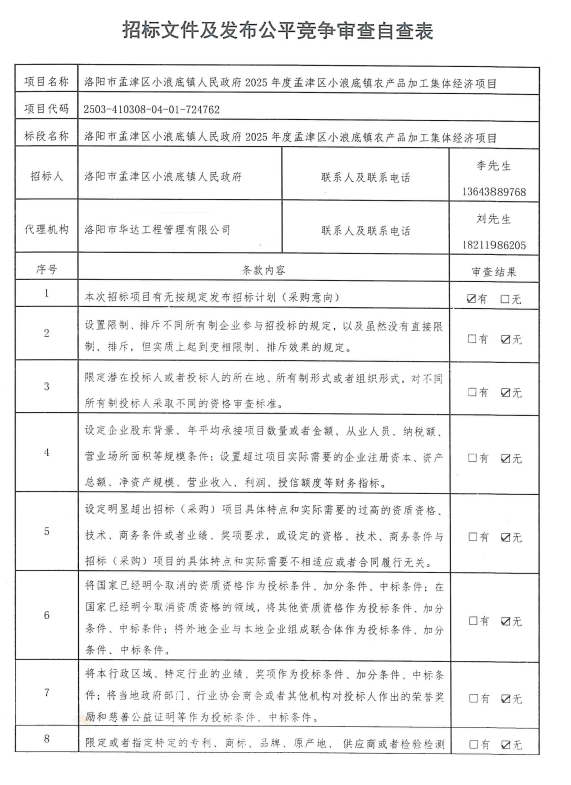 招标文件及发布公平竞争审查自查表
项目名称 洛阳市孟津区小浪底镇人民政府 2025 年度孟津区小浪底镇农产品加工集体经济项目
项目代码 2503-410308-04-01-724762
标段名称 洛阳市孟津区小浪底镇人民政府 2025 年度孟津区小浪底镇农产品加工集体经济项目
招标人 洛阳市孟津区小浪底镇人民政府 联系人及联系电话 李先生
13643889768
代理机构 洛阳市华达工程管理有限公司 联系人及联系电话 刘先生
18211986205
序号 条款内容 审查结果
1 本次招标项目有无按规定发布招标计划（采购意向） ☑有 □无
2 设置限制、排斥不同所有制企业参与招投标的规定，以及虽然没有直接限
制、排斥，但实质上起到变相限制、排斥效果的规定。 □有 ☑无
3 限定潜在投标人或者投标人的所在地、所有制形式或者组织形式，对不同
所有制投标人采取不同的资格审查标准。 □有 ☑无
4 设定企业股东背景、年平均承接项目数量或者金额、从业人员、纳税额、
营业场所面积等规模条件；设置超过项目实际需要的企业注册资本、资产
总额、净资产规模、营业收入、利润、授信额度等财务指标。 □有 ☑无
5 设定明显超出招标（采购）项目具体特点和实际需要的过高的资质资格、
技术、商务条件或者业绩、奖项要求，或设定的资格、技术、商务条件与
招标（采购）项目的具体特点和实际需要不相适应或者合同履行无关。 □有 ☑无
6 将国家已经明令取消的资质资格作为投标条件、加分条件、中标条件；在
国家已经明令取消资质资格的领域，将其他资质资格作为投标条件、加分
条件、中标条件；将外地企业与本地企业组成联合体作为投标条件、加分
条件、中标条件。 □有 ☑无
7 将本行政区域、特定行业的业绩、奖项作为投标条件、加分条件、中标条
件；将当地政府部门、行业协会商会或者其他机构对投标人作出的荣誉奖
励和慈善公益证明等作为投标条件、中标条件。 □有 ☑无
8 限定或者指定特定的专利、商标、品牌、原产地、供应商或者检验检测 □有 ☑无